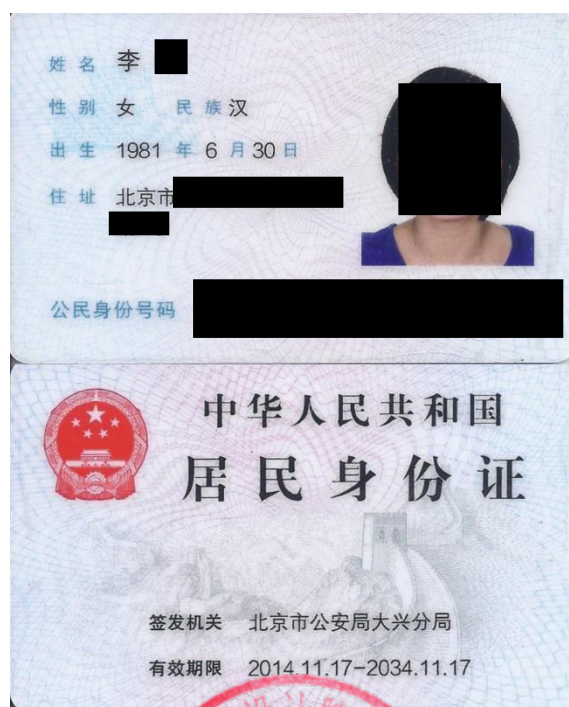 姓名 李
性别 女 民族 汉
出生 1981 年 6 月 30 日
住址 北京市
公民身份号码
中华人民共和国
居民身份证
签发机关 北京市公安局大兴分局
有效期限 2014.11.17-2034.11.17